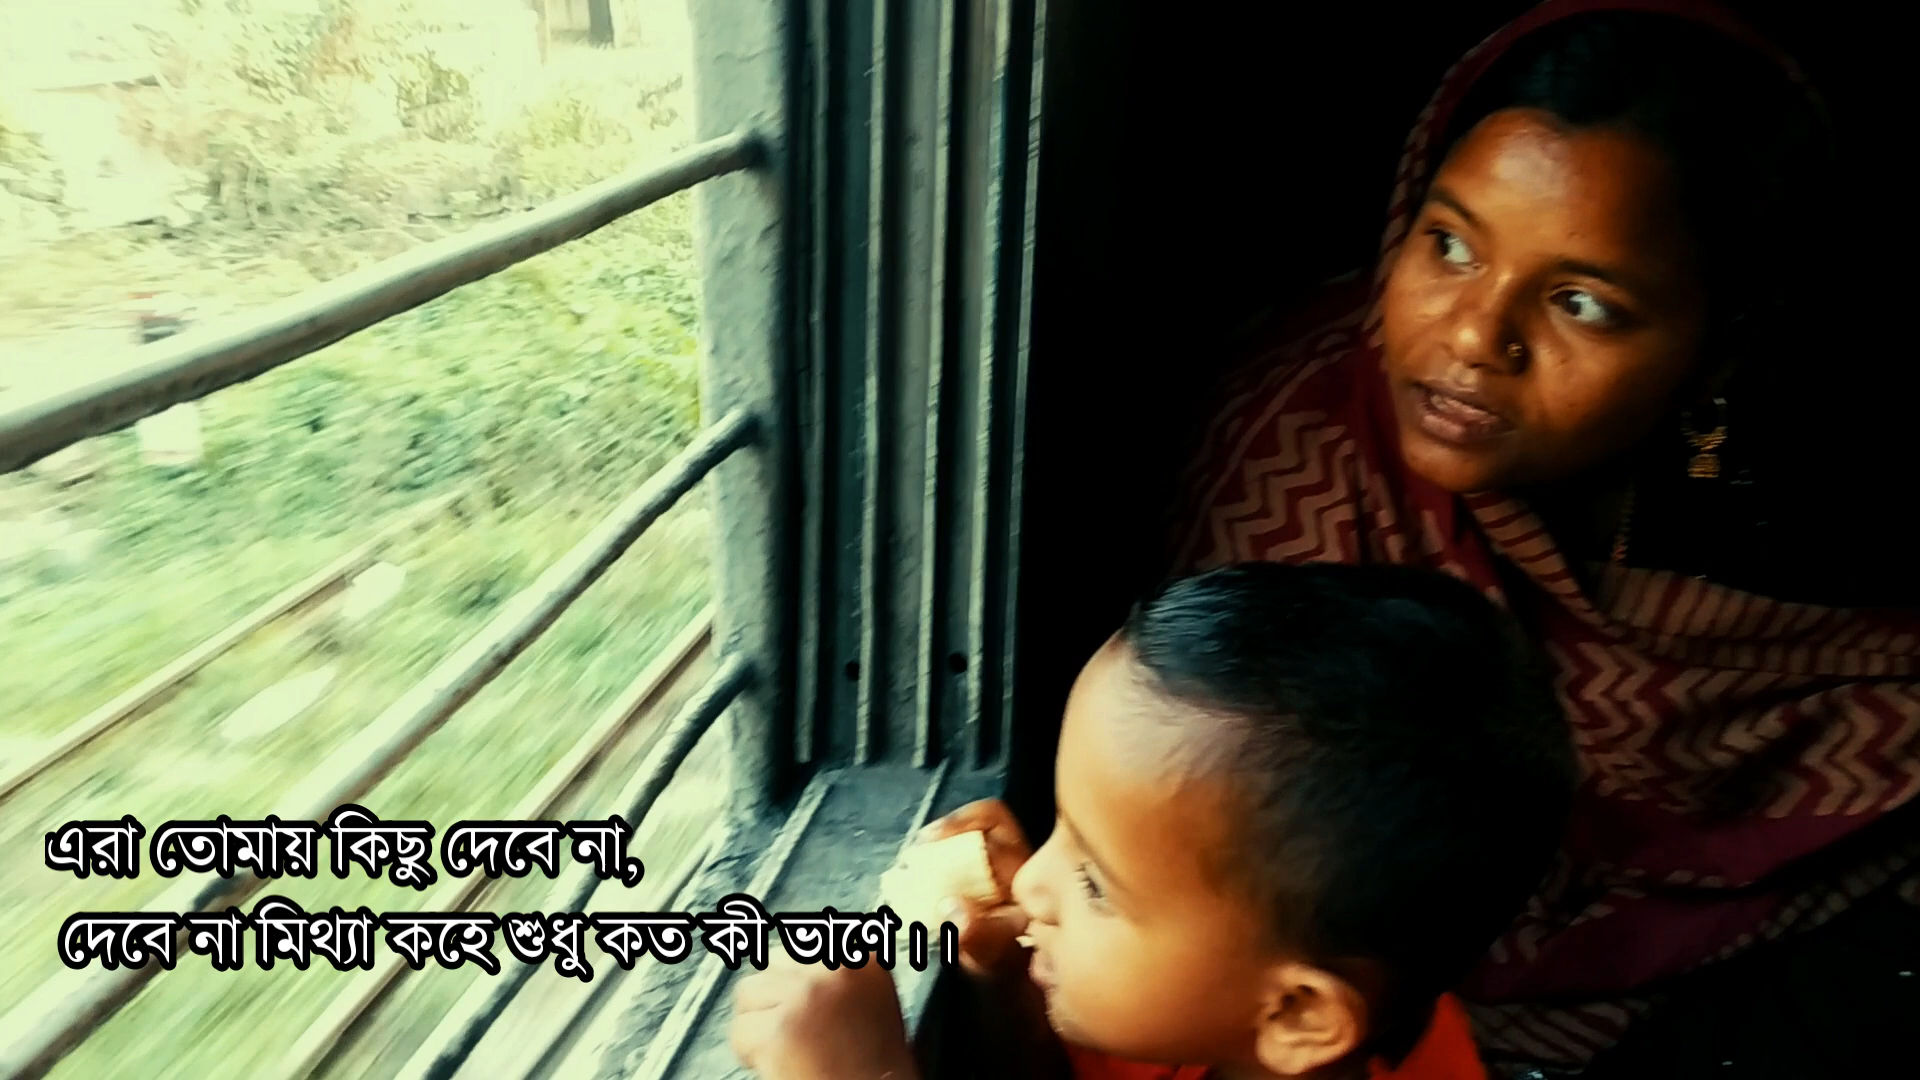 এরা তোমায় কিছু দেবে না,
দেবে না মিথ্যা কহে শুধু কত কী ভাণে।।